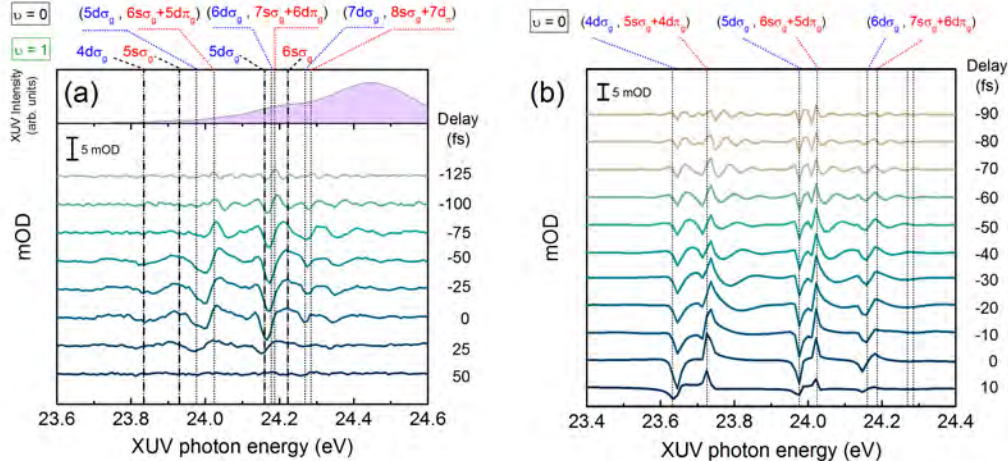 υ = 0
(5dσg , 6sσg+5dπg)
(6dσg , 7sσg+6dπg)
(7dσg , 8sσg+7dπ)
υ = 1
4dσg
5sσg
5dσg
6sσg
XUV Intensity
(arb. units)
(a)
Delay
(fs)
5 mOD
-125
-100
-75
-50
-25
0
25
50
mOD
23.6 23.8 24.0 24.2 24.4 24.6
XUV photon energy (eV)
υ = 0
(4dσg , 5sσg+4dπg)
(5dσg , 6sσg+5dπg)
(6dσg , 7sσg+6dπg)
(b)
Delay
(fs)
5 mOD
-90
-80
-70
-60
-50
-40
-30
-20
-10
0
10
mOD
23.4 23.6 23.8 24.0 24.2 24.4
XUV photon energy (eV)